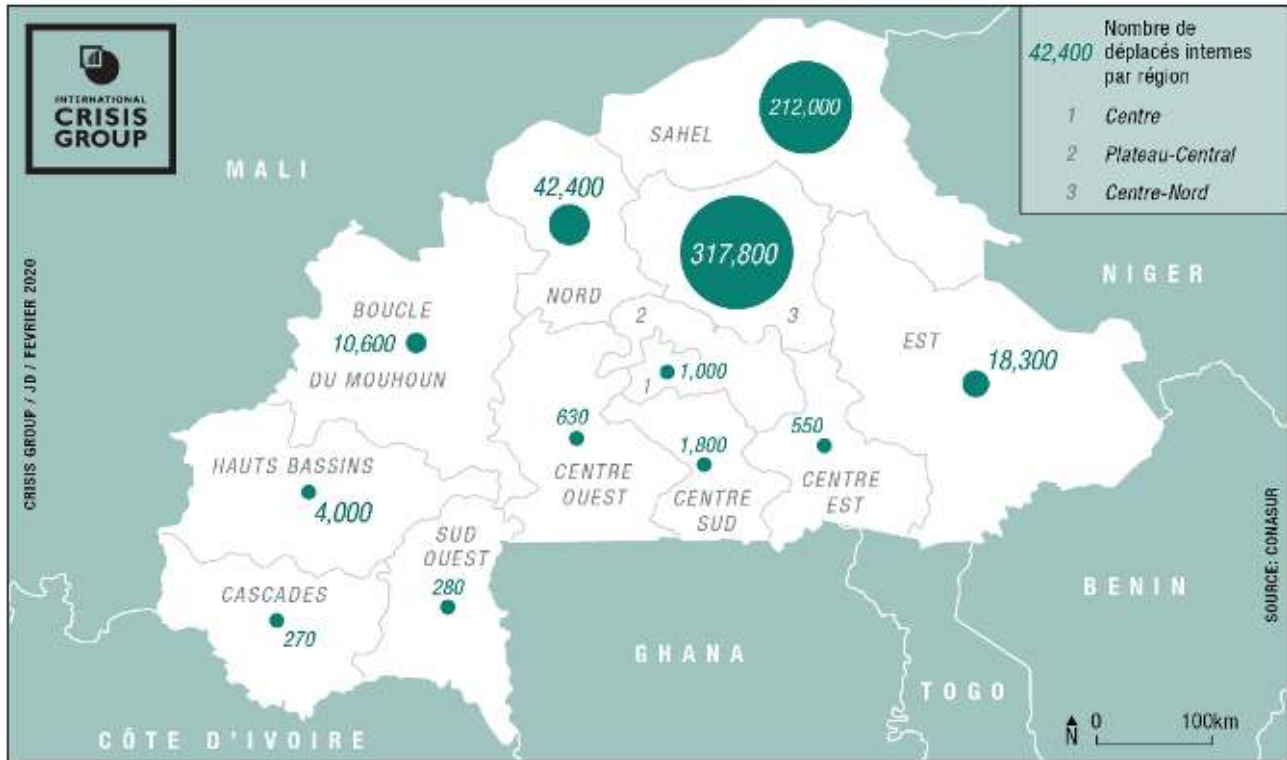 INTERNATIONAL
CRISIS
GROUP
42,400
Nombre de
déplacés internes
par région
1 Centre
2 Plateau-Central
3 Centre-Nord
MALI
SAHEL
212,000
42,400
317,800
NORD
NIGER
BOUCLE
10,600
DU MOUHOUN
2
3
EST
18,300
1
1,000
630
1,800
550
HAUTS BASSINS
4,000
CENTRE
OUEST
CENTRE
SUD
CENTRE
EST
SUD
OUEST
280
CASCADES
270
BENIN
GHANA
TOGO
CÔTE D'IVOIRE
N
0 100km
CRISIS GROUP / JD / FEVRIER 2020
SOURCE: CONASUR